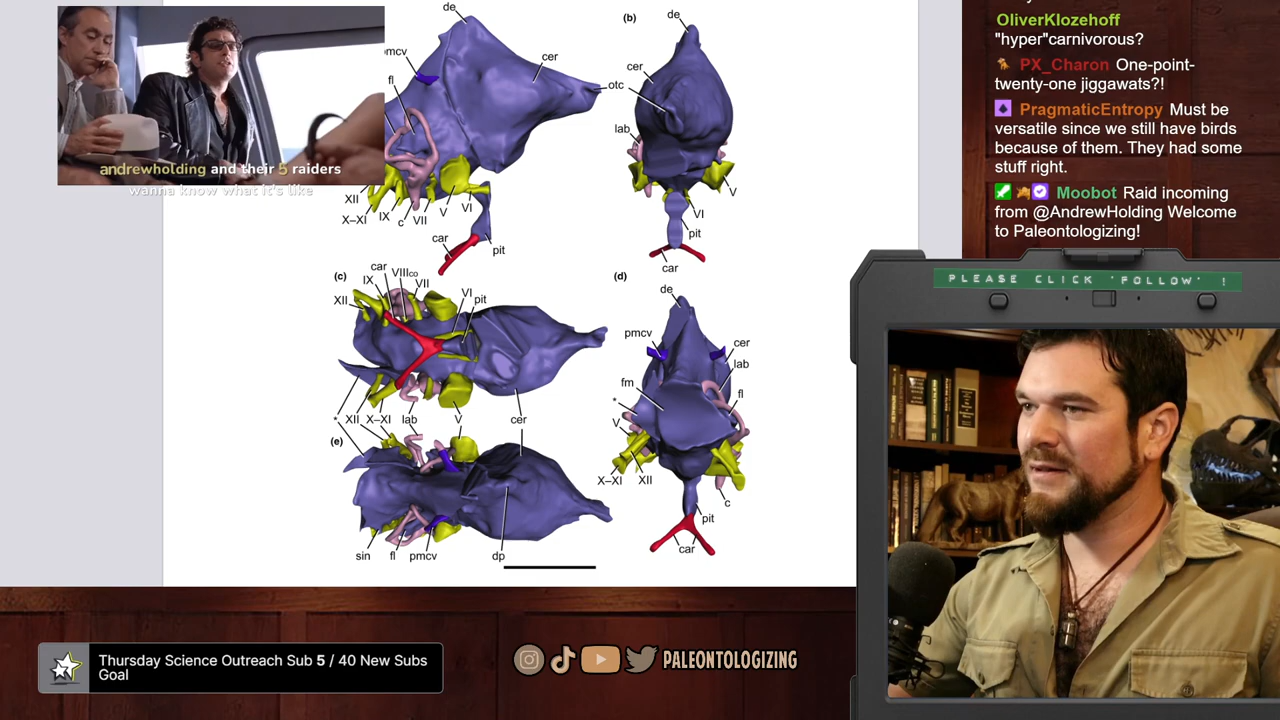 de
cer
otc
mcv
fl
andrewholding and their 5 raiders
wanna know what it's like
XII
X–XI
IX
c
VII
V
VI
car
pit
(b)
de
cer
lab
V
VI
pit
car
(c)
car
VIIIco
IX
VII
XII
VI
pit
*
XII
X–XI
lab
V
cer
(d)
de
pmcv
cer
lab
fm
fl
*
V
X–XI
XII
c
pit
car
(e)
sin
fl
pmcv
dp
OliverKlozehoff
"hyper"carnivorous?
PX_Charon One-point-
twenty-one jiggawats?!
PragmaticEntropy Must be
versatile since we still have birds
because of them. They had some
stuff right.
Moobot Raid incoming
from @AndrewHolding Welcome
to Paleontologizing!
PLEASE CLICK 'FOLLOW' !
Thursday Science Outreach Sub 5 / 40 New Subs
Goal
PALEONTOLOGIZING